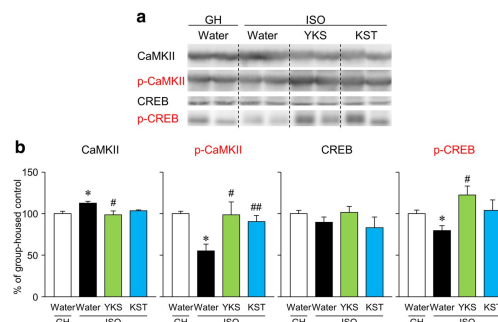 a
GH ISO
Water Water YKS KST
CaMKII
p-CaMKII
CREB
p-CREB
b
CaMKII p-CaMKII CREB p-CREB
% of group-housed control
150
100
50
0
* #
* # ##
* #
Water Water YKS KST Water Water YKS KST Water Water YKS KST Water Water YKS KST
GH ISO GH ISO GH ISO GH ISO